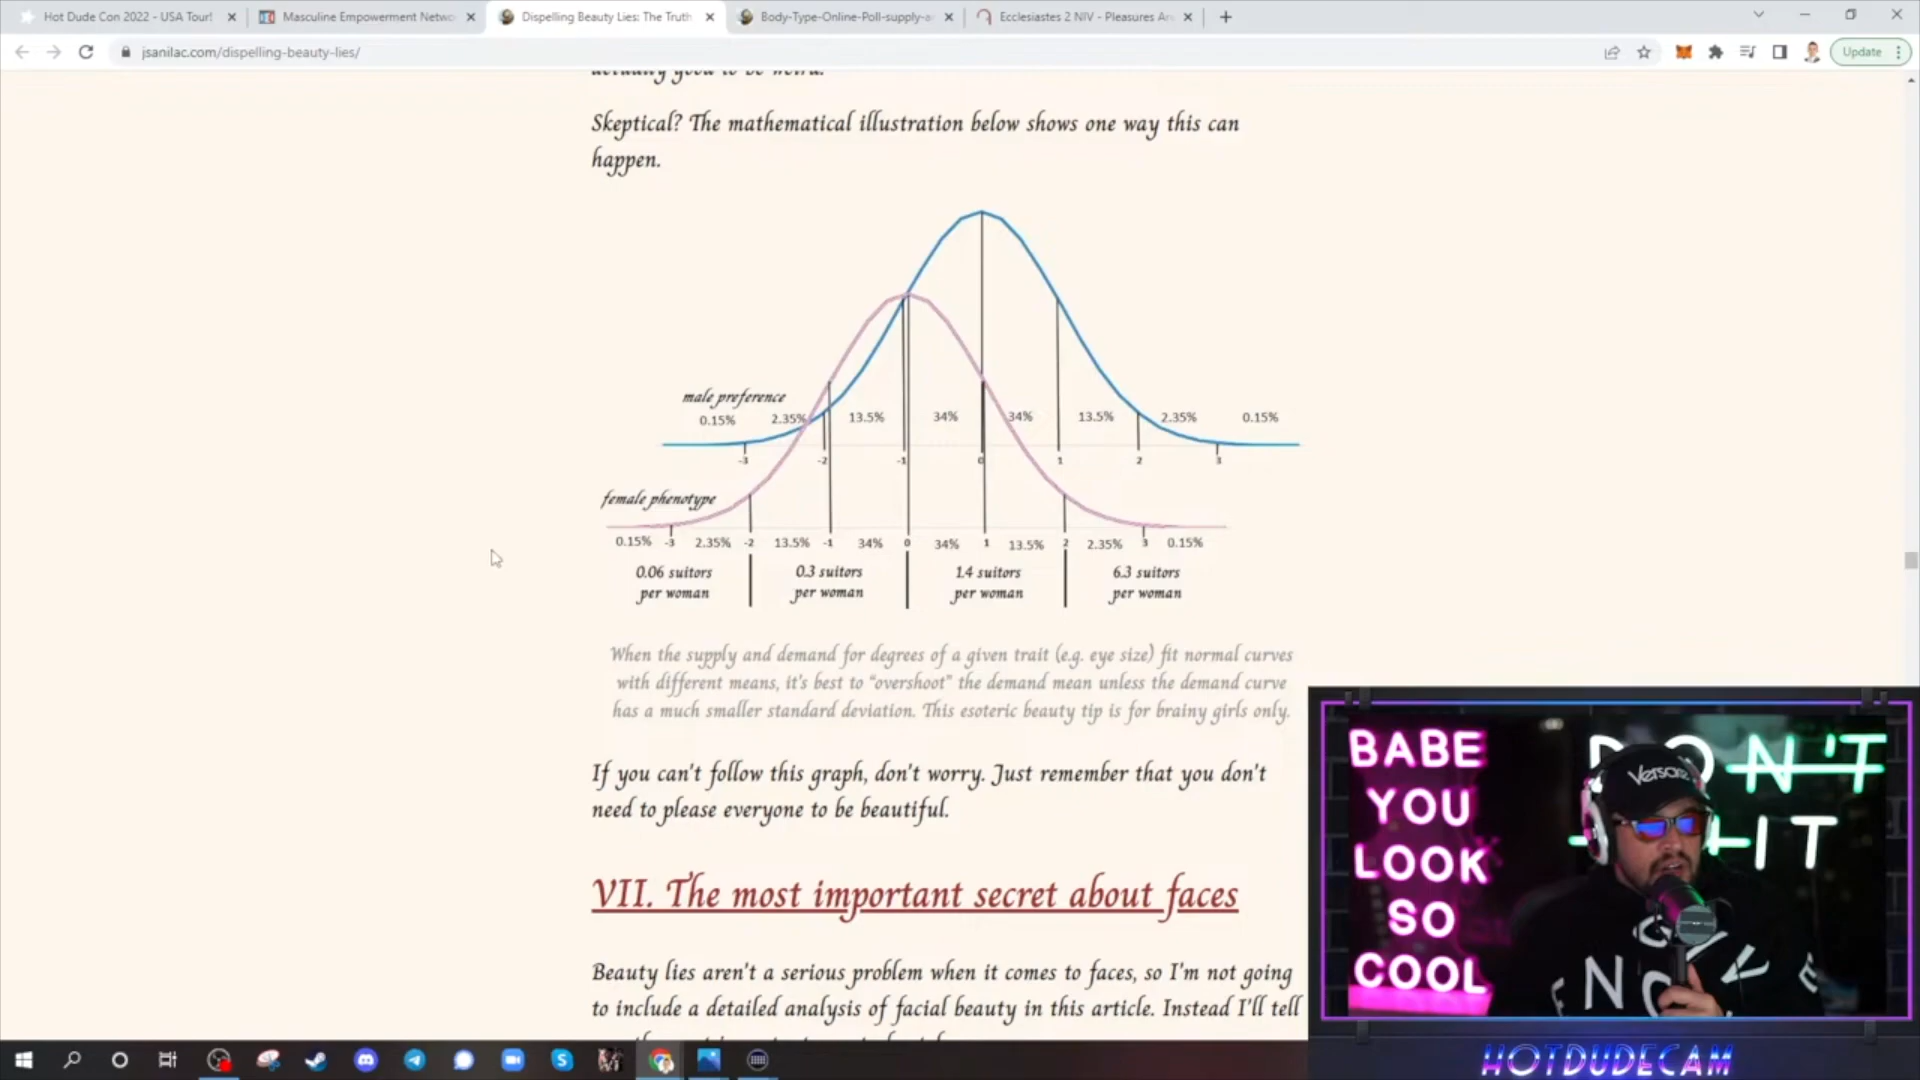 Hot Dude Con 2022 - USA Tour!
Masculine Empowerment Netwo
Dispelling Beauty Lies: The Truth
Body-Type-Online-Poll-supply-a
Ecclesiastes 2 NIV - Pleasures Ar
jsanilac.com/dispelling-beauty-lies/
Update
actually good to be weird.
Skeptical? The mathematical illustration below shows one way this can
happen.
male preference
0.15% 2.35% 13.5% 34% 34% 13.5% 2.35% 0.15%
-3 -2 -1 0 1 2 3
female phenotype
0.15% -3 2.35% -2 13.5% -1 34% 0 34% 1 13.5% 2 2.35% 3 0.15%
0.06 suitors 0.3 suitors 1.4 suitors 6.3 suitors
per woman per woman per woman per woman
When the supply and demand for degrees of a given trait (e.g. eye size) fit normal curves
with different means, it's best to “overshoot” the demand mean unless the demand curve
has a much smaller standard deviation. This esoteric beauty tip is for brainy girls only.
If you can't follow this graph, don't worry. Just remember that you don't
need to please everyone to be beautiful.
VII. The most important secret about faces
Beauty lies aren't a serious problem when it comes to faces, so I'm not going
to include a detailed analysis of facial beauty in this article. Instead I'll tell
BABE
YOU
LOOK
SO
COOL
DON'T
Versace
HOTDUDECAM